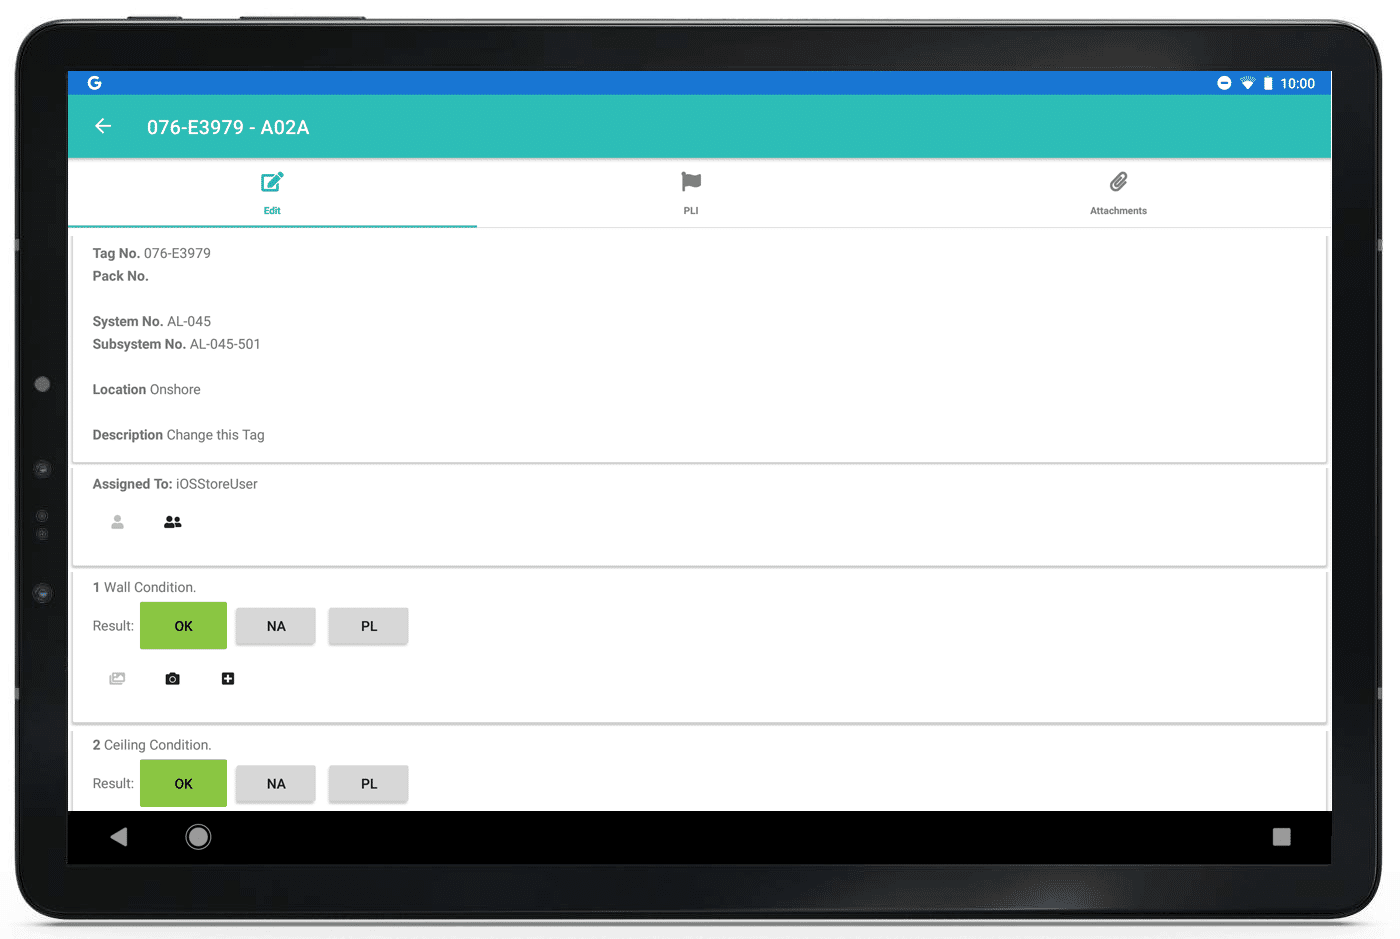 G
10:00
076-E3979 - A02A
Edit
PLI
Attachments
Tag No. 076-E3979
Pack No.
System No. AL-045
Subsystem No. AL-045-501
Location Onshore
Description Change this Tag
Assigned To: iOSStoreUser
1 Wall Condition.
Result: OK NA PL
2 Ceiling Condition.
Result: OK NA PL